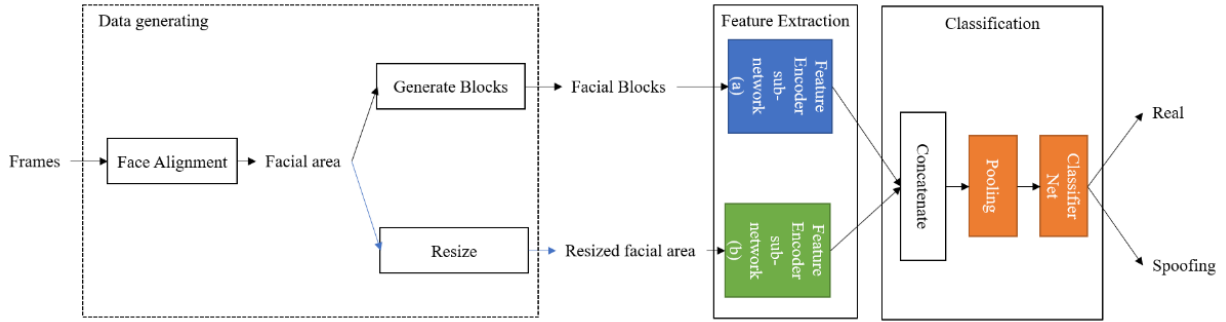 Data generating
Frames
Face Alignment
Facial area
Generate Blocks
Resize
Facial Blocks
Resized facial area
Feature Extraction
Feature
Encoder
sub-
network
(a)
Feature
Encoder
sub-
network
(b)
Classification
Concatenate
Pooling
Classifier
Net
Real
Spoofing